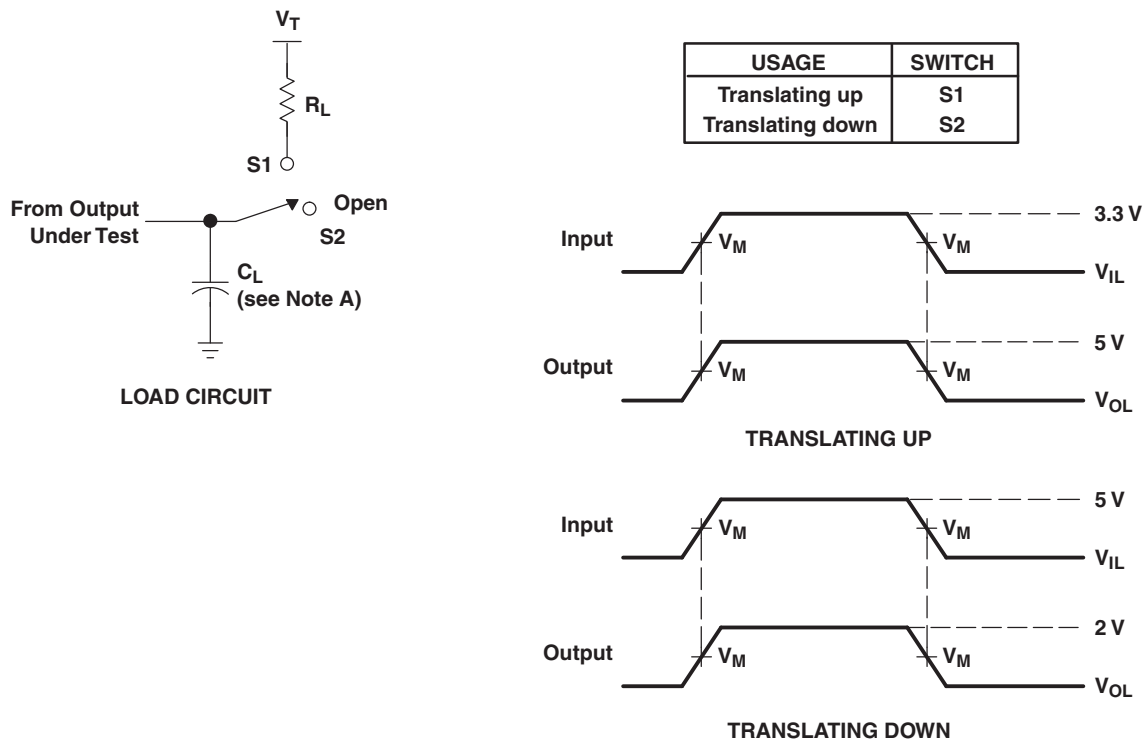 VT
RL
S1
Open
S2
From Output
Under Test
CL
(see Note A)
LOAD CIRCUIT
USAGE SWITCH
Translating up S1
Translating down S2
3.3 V
Input VM VM
VIL
5 V
Output VM VM
VOL
TRANSLATING UP
5 V
Input VM VM
VIL
2 V
Output VM VM
VOL
TRANSLATING DOWN